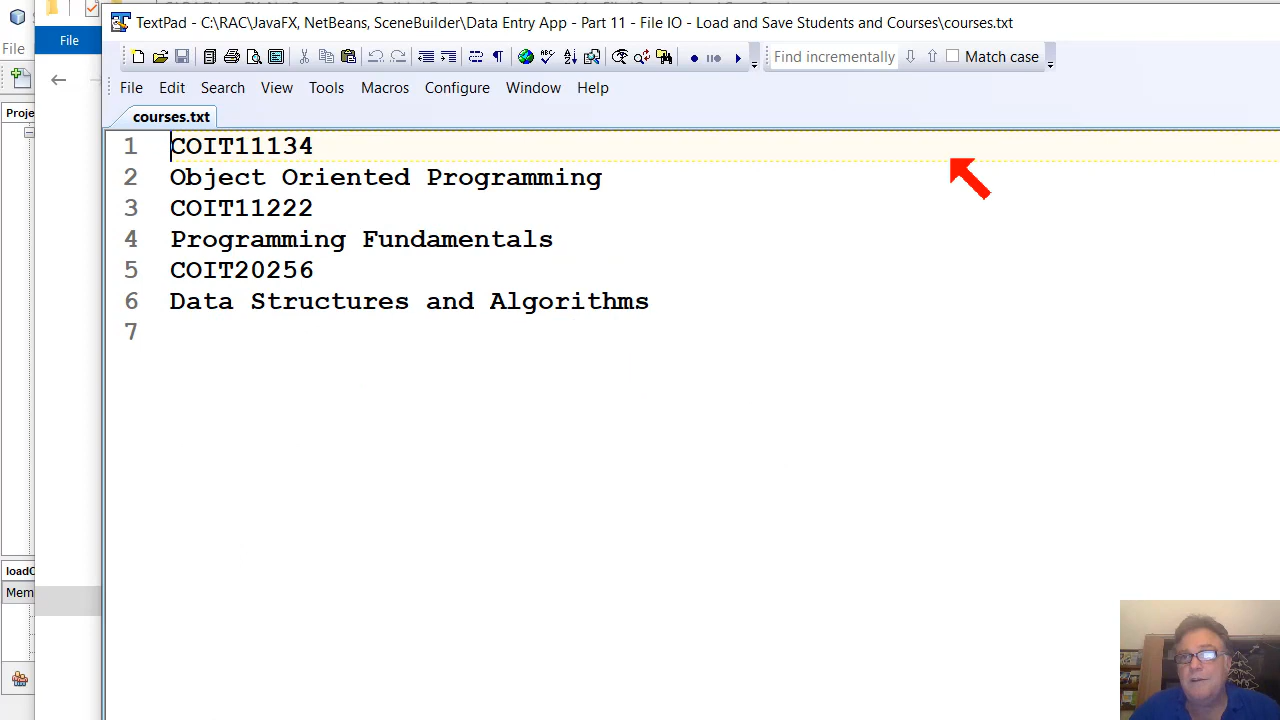 TextPad - C:\RAC\JavaFX, NetBeans, SceneBuilder\Data Entry App - Part 11 - File IO - Load and Save Students and Courses\courses.txt
File
File
Find incrementally
Match case
File Edit Search View Tools Macros Configure Window Help
Proje
courses.txt
1 COIT11134
2 Object Oriented Programming
3 COIT11222
4 Programming Fundamentals
5 COIT20256
6 Data Structures and Algorithms
7
loadC
Mem